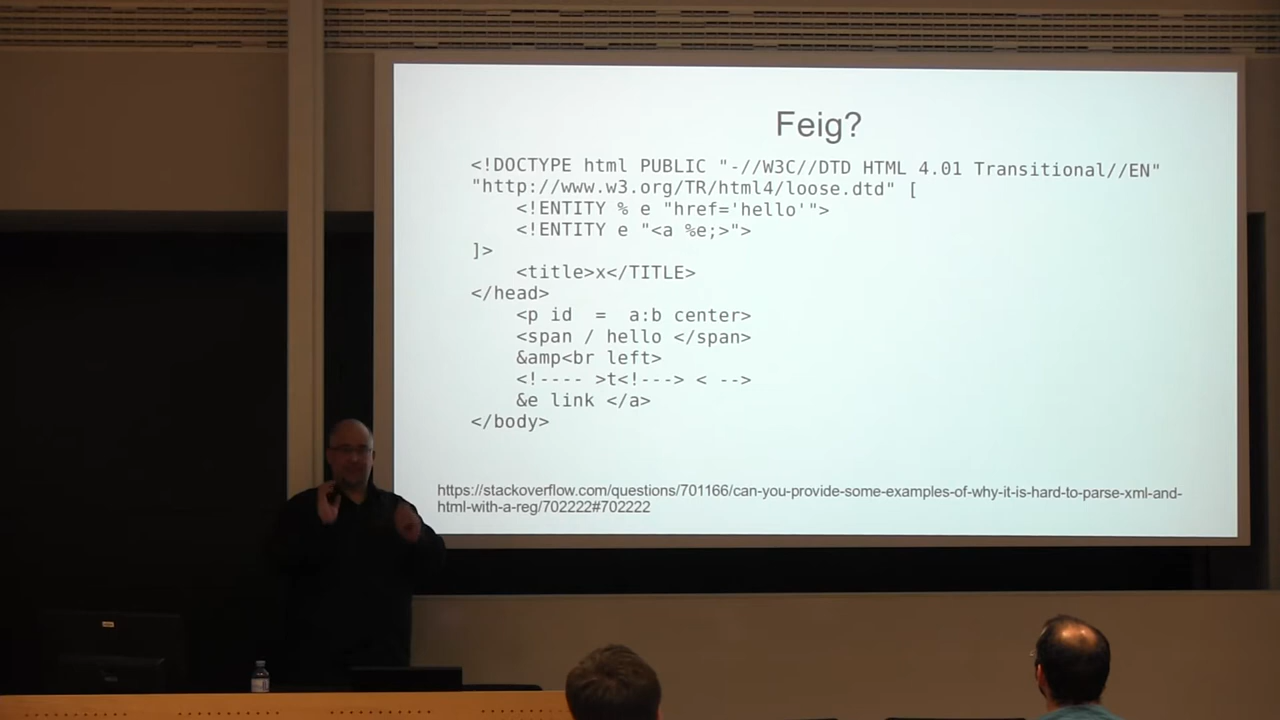 Feig?
<!DOCTYPE html PUBLIC "-//W3C//DTD HTML 4.01 Transitional//EN"
"http://www.w3.org/TR/html4/loose.dtd" [
    <!ENTITY % e "href='hello'">
    <!ENTITY e "<a %e;>">
]>
    <title>x</TITLE>
</head>
    <p id  =  a:b center>
    <span / hello </span>
    &amp<br left>
    <!---- >t<!---> < -->
    &e link </a>
</body>
https://stackoverflow.com/questions/701166/can-you-provide-some-examples-of-why-it-is-hard-to-parse-xml-and-
html-with-a-reg/702222#702222